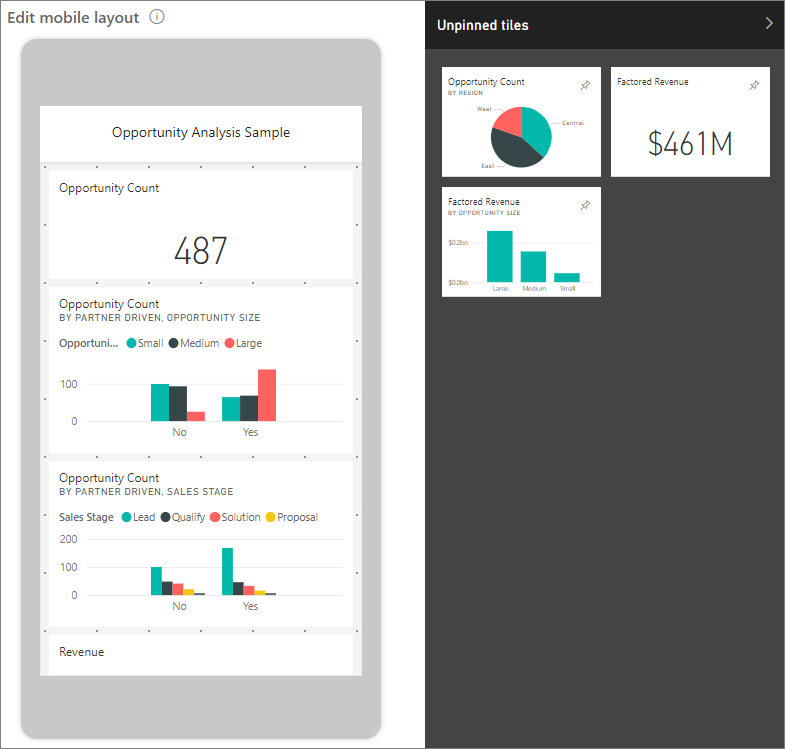 Edit mobile layout
Opportunity Analysis Sample
Opportunity Count
487
Opportunity Count
BY PARTNER DRIVEN, OPPORTUNITY SIZE
Opportuni... Small Medium Large
100
0
No Yes
Opportunity Count
BY PARTNER DRIVEN, SALES STAGE
Sales Stage Lead Qualify Solution Proposal
200
100
0
No Yes
Revenue
Unpinned tiles
Opportunity Count
BY REGION
West
Central
East
Factored Revenue
$461M
Factored Revenue
BY OPPORTUNITY SIZE
$0.2bn
$0.0bn
Large Medium Small